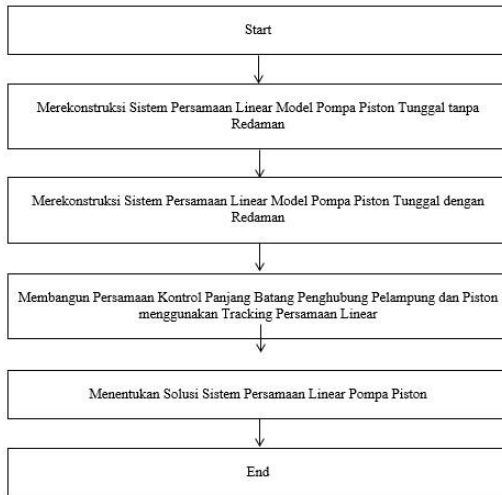 Start
Merekonstruksi Sistem Persamaan Linear Model Pompa Piston Tunggal tanpa
Redaman
Merekonstruksi Sistem Persamaan Linear Model Pompa Piston Tunggal dengan
Redaman
Membangun Persamaan Kontrol Panjang Batang Penghubung Pelampung dan Piston
menggunakan Tracking Persamaan Linear
Menentukan Solusi Sistem Persamaan Linear Pompa Piston
End